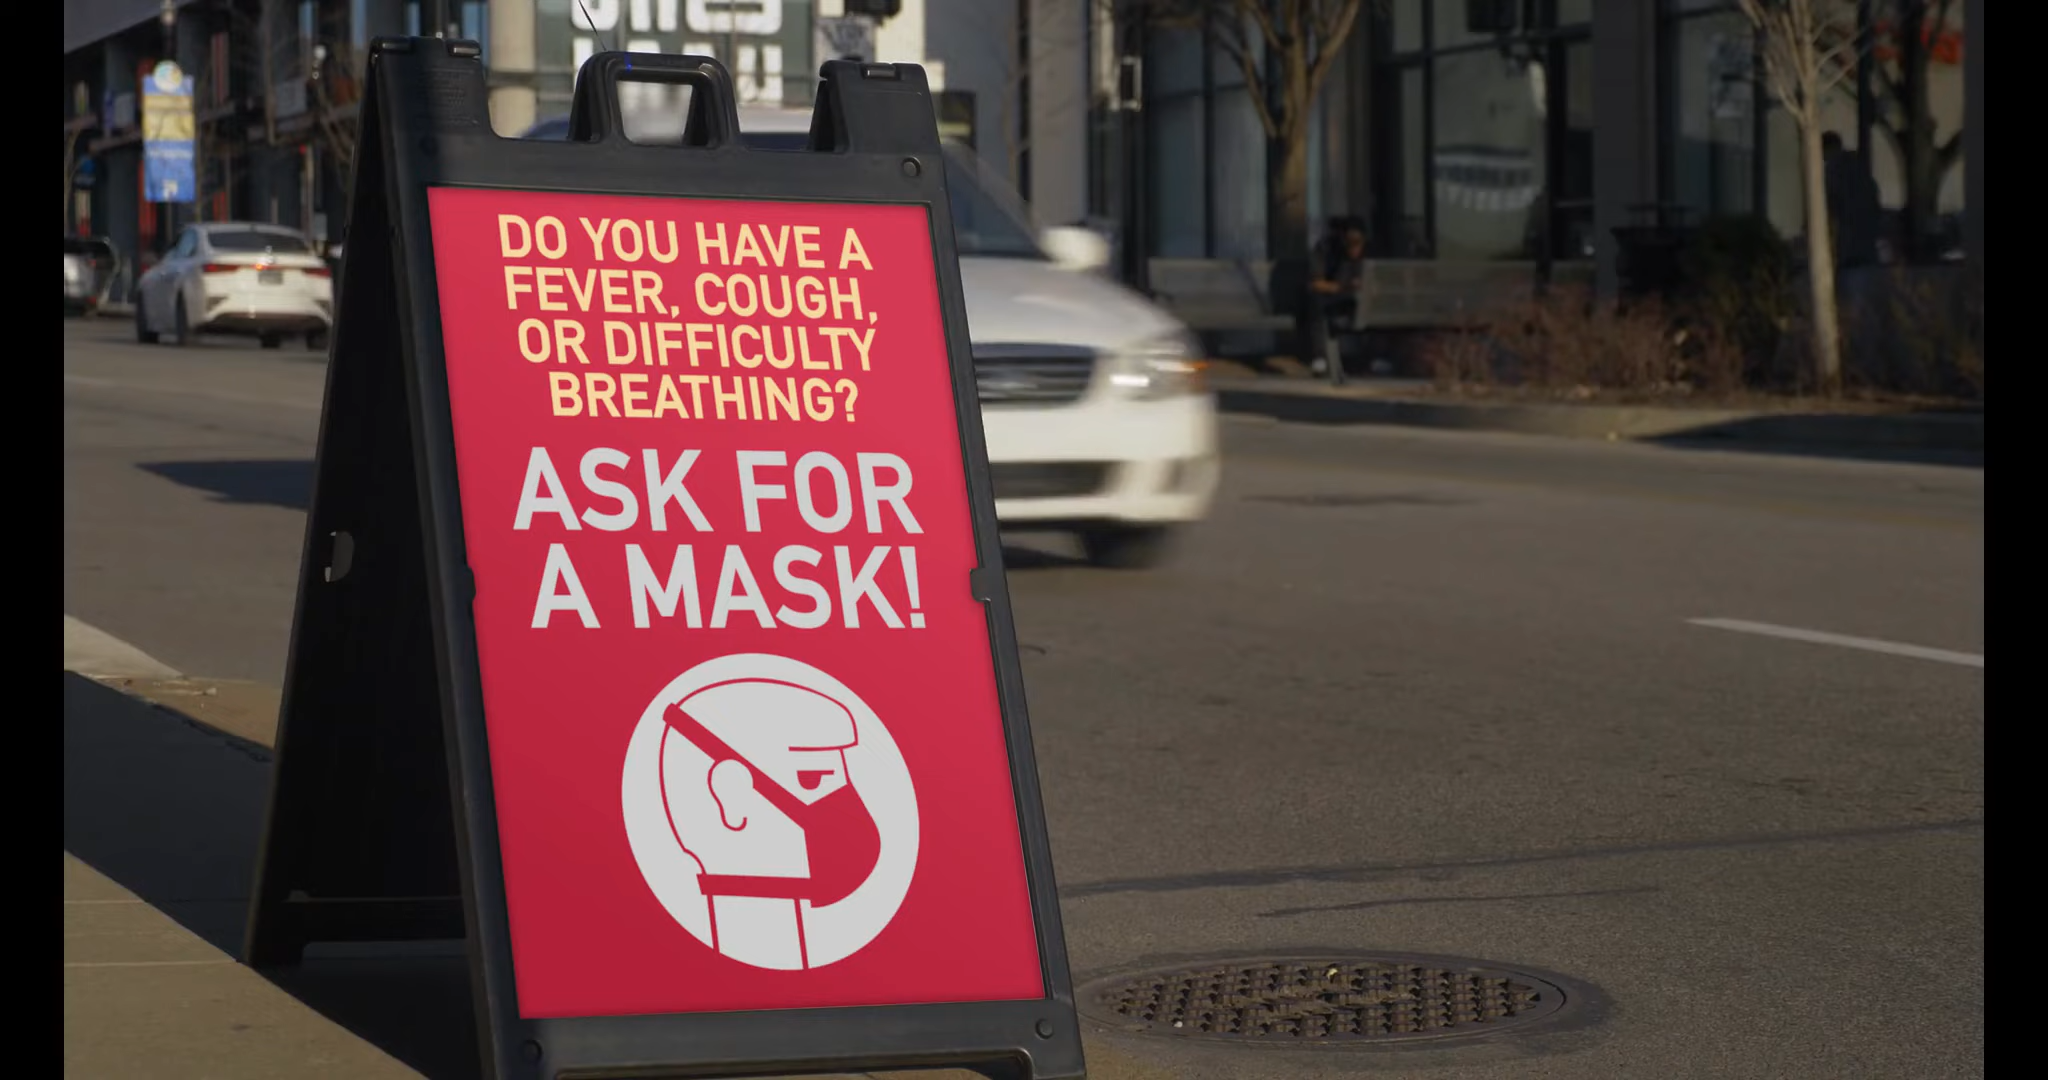 DO YOU HAVE A
FEVER, COUGH,
OR DIFFICULTY
BREATHING?
ASK FOR
A MASK!